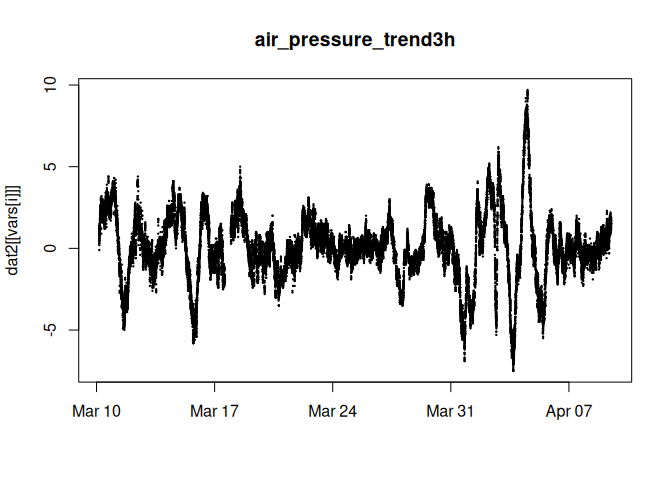 air_pressure_trend3h
dat2[[vars[i]]]
10
5
0
-5
Mar 10
Mar 17
Mar 24
Mar 31
Apr 07